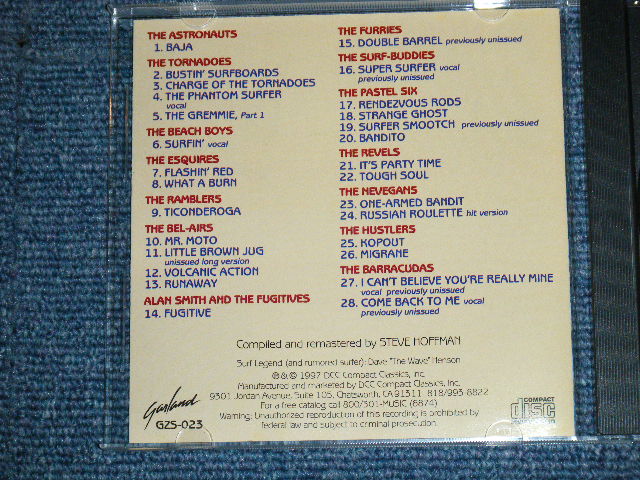 THE ASTRONAUTS
1. BAJA
THE TORNADOES
2. BUSTIN' SURFBOARDS
3. CHARGE OF THE TORNADOES
4. THE PHANTOM SURFER
vocal
5. THE GREMMIE, Part 1
THE BEACH BOYS
6. SURFIN' vocal
THE ESQUIRES
7. FLASHIN' RED
8. WHAT A BURN
THE RAMBLERS
9. TICONDEROGA
THE BEL-AIRS
10. MR. MOTO
11. LITTLE BROWN JUG
unissued long version
12. VOLCANIC ACTION
13. RUNAWAY
ALAN SMITH AND THE FUGITIVES
14. FUGITIVE
THE FURRIES
15. DOUBLE BARREL previously unissued
THE SURF-BUDDIES
16. SUPER SURFER vocal
previously unissued
THE PASTEL SIX
17. RENDEZVOUS RODS
18. STRANGE GHOST
19. SURFER SMOOTCH previously unissued
20. BANDITO
THE REVELS
21. IT'S PARTY TIME
22. TOUGH SOUL
THE NEVEGANS
23. ONE-ARMED BANDIT
24. RUSSIAN ROULETTE hit version
THE HUSTLERS
25. KOPOUT
26. MIGRANE
THE BARRACUDAS
27. I CAN'T BELIEVE YOU'RE REALLY MINE
vocal previously unissued
28. COME BACK TO ME vocal
previously unissued
Compiled and remastered by STEVE HOFFMAN
Surf Legend (and rumored surfer): Dave "The Wave" Henson
℗ & © 1997 DCC Compact Classics, Inc.
Manufactured and marketed by DCC Compact Classics, Inc.
9301 Jordan Avenue, Suite 105, Chatsworth, CA 91311 818/993-8822
For a free catalog call 800/301-MUSIC (6874)
Warning: Unauthorized reproduction of this recording is prohibited by
federal law and subject to criminal prosecution.
Garland
GZS-023
COMPACT
disc